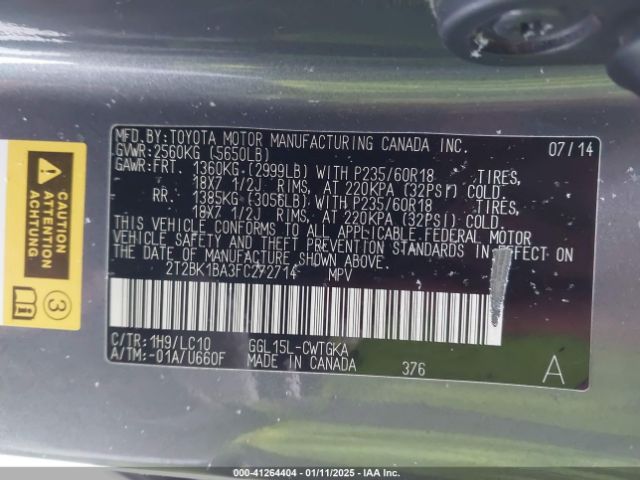 MFD.BY: TOYOTA MOTOR MANUFACTURING CANADA INC. 07/14
GVWR: 2560KG (5650LB)
GAWR: FRT. 1360KG (2999LB) WITH P235/60R18 TIRES,
18X7 1/2J RIMS, AT 220KPA (32PSI) COLD.
RR. 1385KG (3056LB) WITH P235/60R18 TIRES,
18X7 1/2J RIMS, AT 220KPA (32PSI) COLD.
THIS VEHICLE CONFORMS TO ALL APPLICABLE FEDERAL MOTOR
VEHICLE SAFETY AND THEFT PREVENTION STANDARDS IN EFFECT ON
THE DATE OF MANUFACTURE SHOWN ABOVE.
2T2BK1BA3FC272714 MPV
C/TR: 1H9/LC10 GGL15L-CWTGKA
A/TM: -01A/U660F MADE IN CANADA 376 A
3
000-41264404 - 01/11/2025 - IAA Inc.